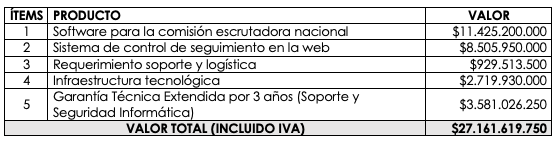 ÍTEMS PRODUCTO VALOR
1 Software para la comisión escrutadora nacional $11.425.200.000
2 Sistema de control de seguimiento en la web $8.505.950.000
3 Requerimiento soporte y logística $929.513.500
4 Infraestructura tecnológica $2.719.930.000
5 Garantía Técnica Extendida por 3 años (Soporte y
Seguridad Informática) $3.581.026.250
VALOR TOTAL (INCLUIDO IVA) $27.161.619.750